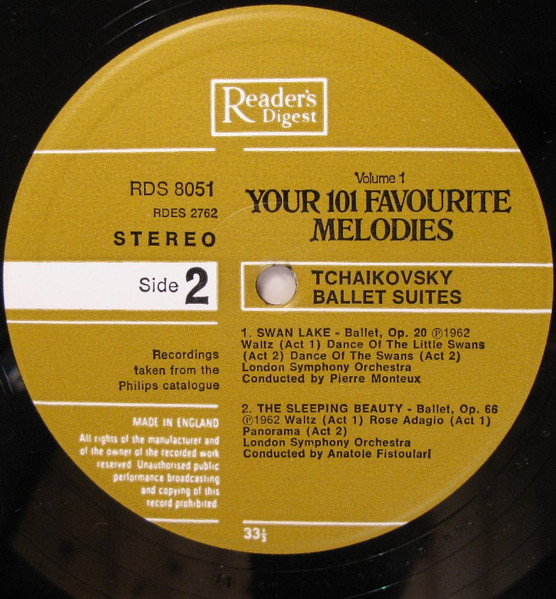 Reader's
Digest
RDS 8051
RDES 2762
STEREO
Side 2
Recordings
taken from the
Philips catalogue
MADE IN ENGLAND
All rights of the manufacturer and
of the owner of the recorded work
reserved. Unauthorised public
performance broadcasting
and copying of this
record prohibited.
Volume 1
YOUR 101 FAVOURITE
MELODIES
TCHAIKOVSKY
BALLET SUITES
1. SWAN LAKE - Ballet, Op. 20 ℗1962
Waltz (Act 1) Dance Of The Little Swans
(Act 2) Dance Of The Swans (Act 2)
London Symphony Orchestra
Conducted by Pierre Monteux
2. THE SLEEPING BEAUTY - Ballet, Op. 66
℗1962 Waltz (Act 1) Rose Adagio (Act 1)
Panorama (Act 2)
London Symphony Orchestra
Conducted by Anatole Fistoulari
33⅓